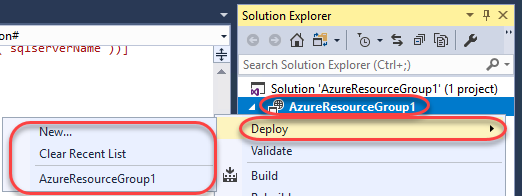 on#
sqlserverName'))]
Solution Explorer
Search Solution Explorer (Ctrl+;)
Solution 'AzureResourceGroup1' (1 project)
AzureResourceGroup1
Deploy
New...
Clear Recent List
AzureResourceGroup1
Validate
Build